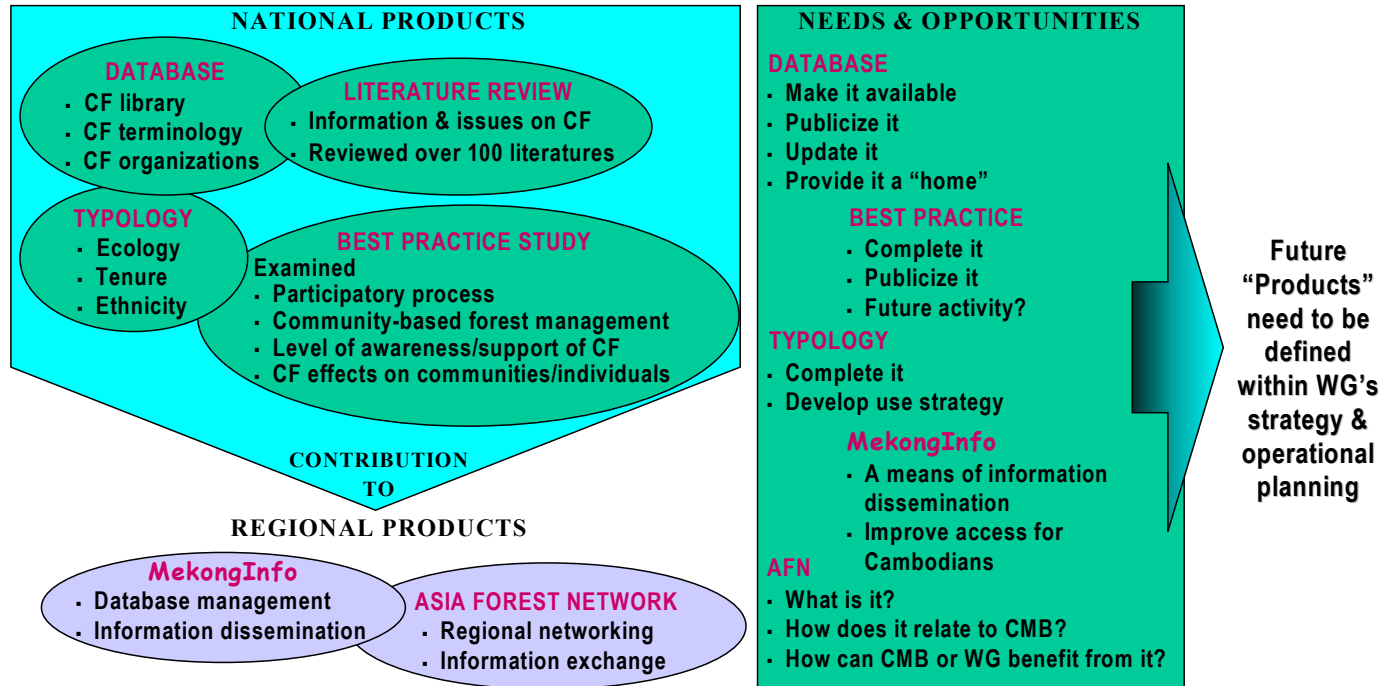 NATIONAL PRODUCTS
DATABASE
▪ CF library
▪ CF terminology
▪ CF organizations
LITERATURE REVIEW
▪ Information & issues on CF
▪ Reviewed over 100 literatures
TYPOLOGY
▪ Ecology
▪ Tenure
▪ Ethnicity
BEST PRACTICE STUDY
Examined
▪ Participatory process
▪ Community-based forest management
▪ Level of awareness/support of CF
▪ CF effects on communities/individuals
CONTRIBUTION
TO
REGIONAL PRODUCTS
MekongInfo
▪ Database management
▪ Information dissemination
ASIA FOREST NETWORK
▪ Regional networking
▪ Information exchange
NEEDS & OPPORTUNITIES
DATABASE
▪ Make it available
▪ Publicize it
▪ Update it
▪ Provide it a “home”
BEST PRACTICE
▪ Complete it
▪ Publicize it
▪ Future activity?
TYPOLOGY
▪ Complete it
▪ Develop use strategy
MekongInfo
▪ A means of information
dissemination
▪ Improve access for
Cambodians
AFN
▪ What is it?
▪ How does it relate to CMB?
▪ How can CMB or WG benefit from it?
Future
“Products”
need to be
defined
within WG’s
strategy &
operational
planning